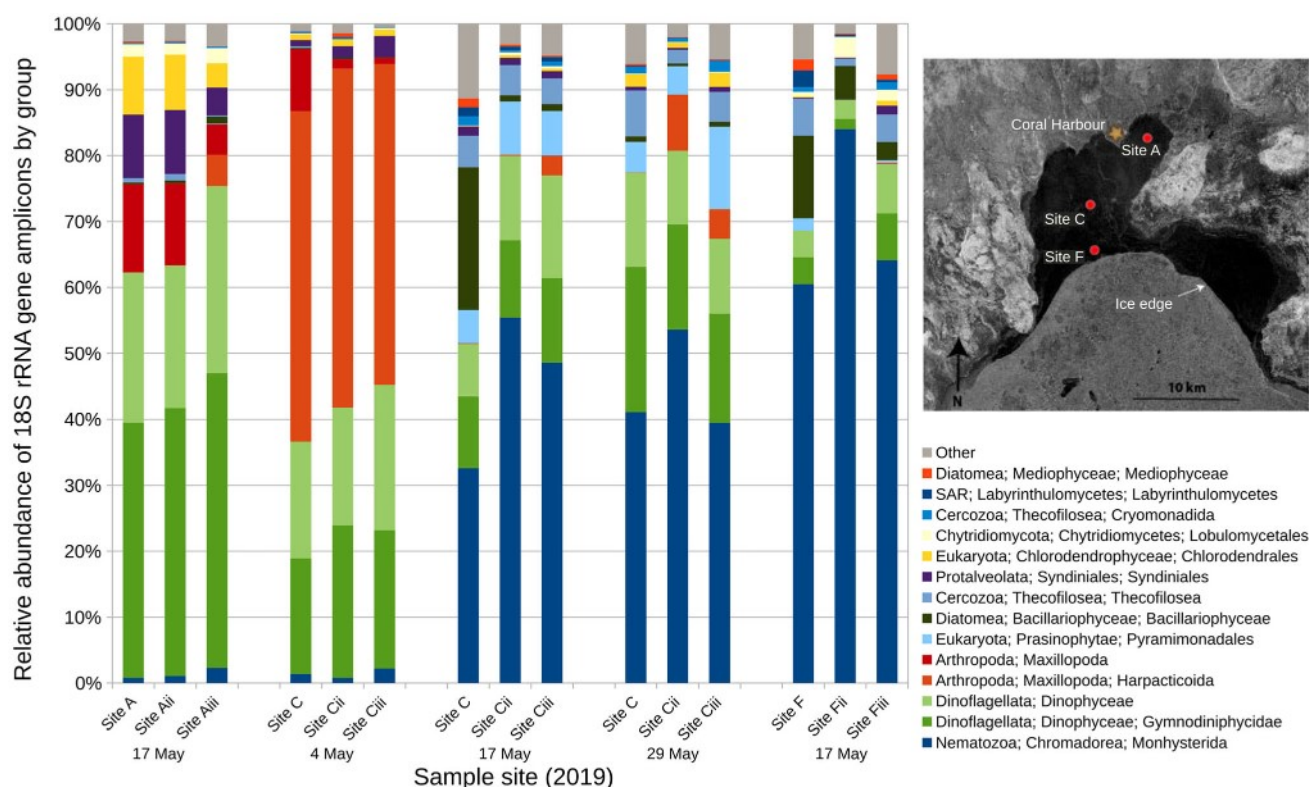 Relative abundance of 18S rRNA gene amplicons by group
100%
90%
80%
70%
60%
50%
40%
30%
20%
10%
0%
Site A
Site Aii
Site Aiii
Site C
Site Cii
Site Ciii
Site C
Site Cii
Site Ciii
Site C
Site Cii
Site Ciii
Site F
Site Fii
Site Fiii
17 May
4 May
17 May
29 May
17 May
Sample site (2019)
Coral Harbour
Site A
Site C
Site F
Ice edge
N
10 km
Other
Diatomea; Mediophyceae; Mediophyceae
SAR; Labyrinthulomycetes; Labyrinthulomycetes
Cercozoa; Thecofilosea; Cryomonadida
Chytridiomycota; Chytridiomycetes; Lobulomycetales
Eukaryota; Chlorodendrophyceae; Chlorodendrales
Protalveolata; Syndiniales; Syndiniales
Cercozoa; Thecofilosea; Thecofilosea
Diatomea; Bacillariophyceae; Bacillariophyceae
Eukaryota; Prasinophytae; Pyramimonadales
Arthropoda; Maxillopoda
Arthropoda; Maxillopoda; Harpacticoida
Dinoflagellata; Dinophyceae
Dinoflagellata; Dinophyceae; Gymnodiniphycidae
Nematozoa; Chromadorea; Monhysterida